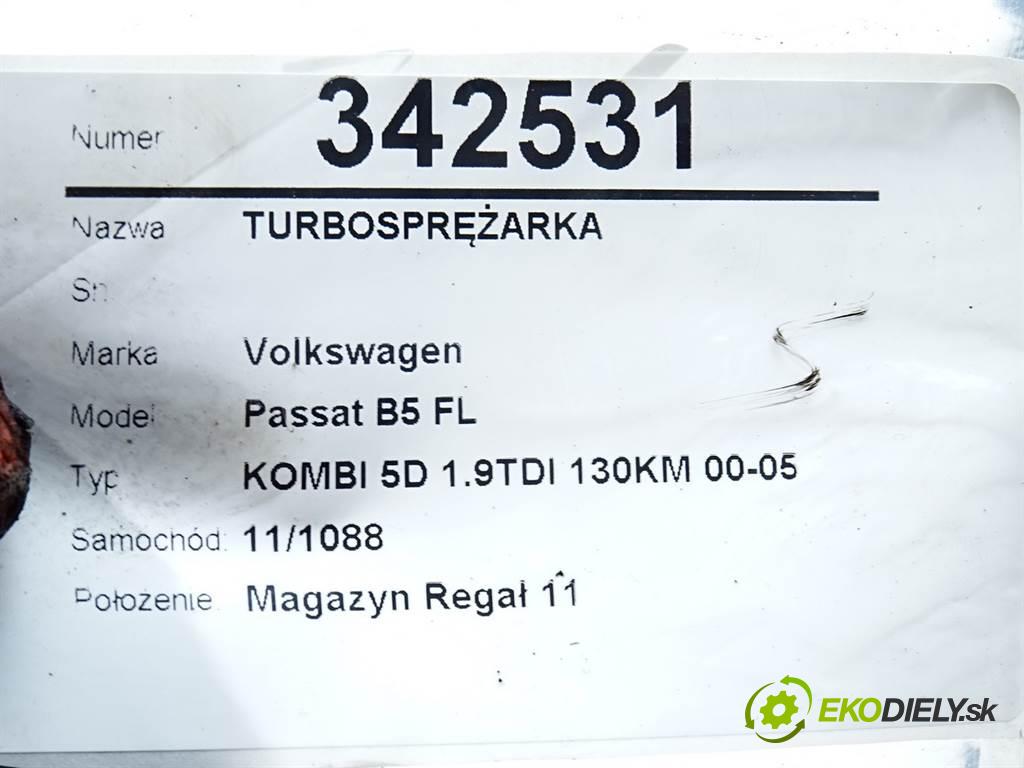 Numer 342531
Nazwa TURBOSPRĘŻARKA
Sn
Marka Volkswagen
Model Passat B5 FL
Typ KOMBI 5D 1.9TDI 130KM 00-05
Samochód: 11/1088
Położenie Magazyn Regał 11
EKODIELY.sk